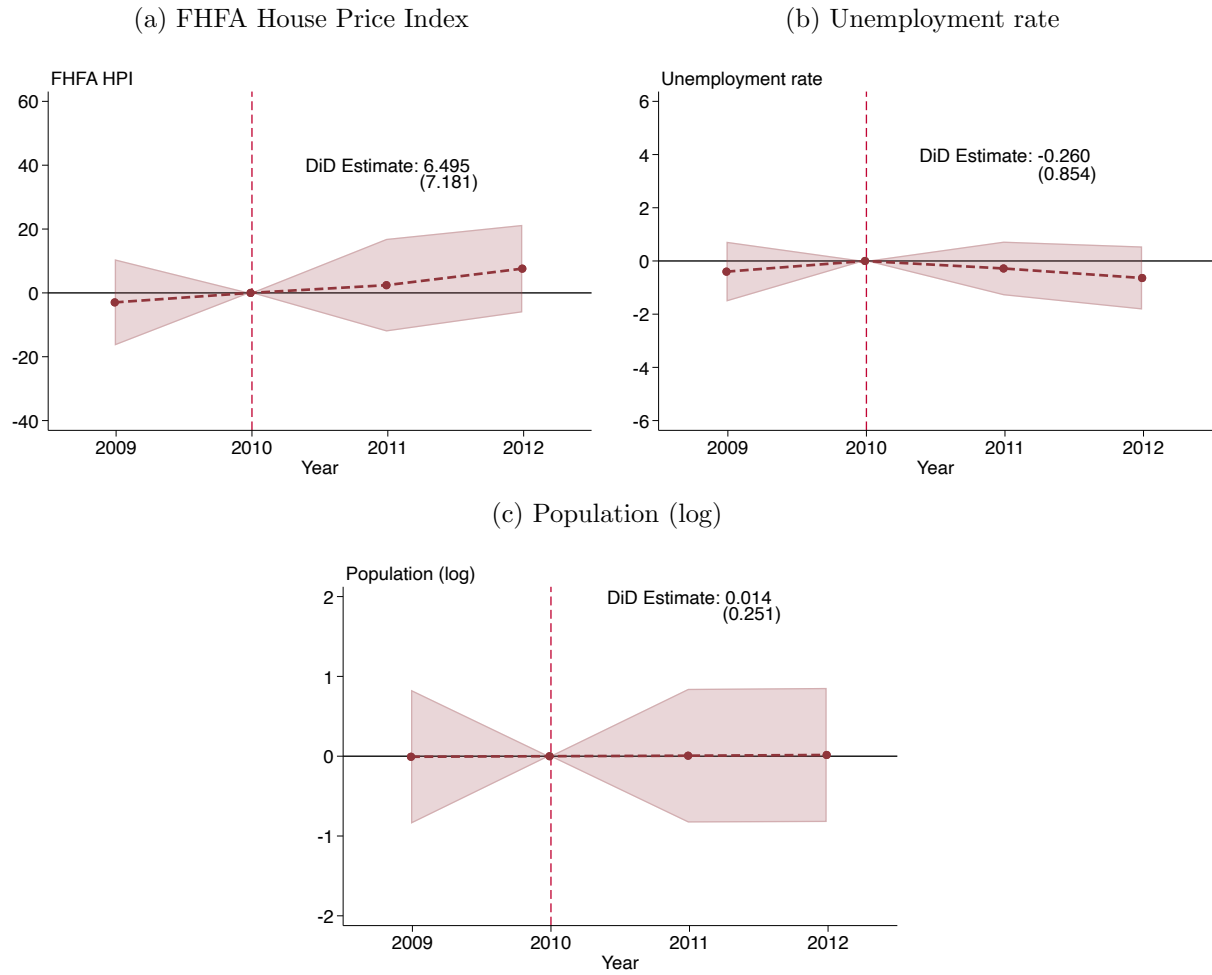 (a) FHFA House Price Index
FHFA HPI
60
40
20
0
-20
-40
DiD Estimate: 6.495
(7.181)
2009 2010 2011 2012
Year
(b) Unemployment rate
Unemployment rate
6
4
2
0
-2
-4
-6
DiD Estimate: -0.260
(0.854)
2009 2010 2011 2012
Year
(c) Population (log)
Population (log)
2
1
0
-1
-2
DiD Estimate: 0.014
(0.251)
2009 2010 2011 2012
Year